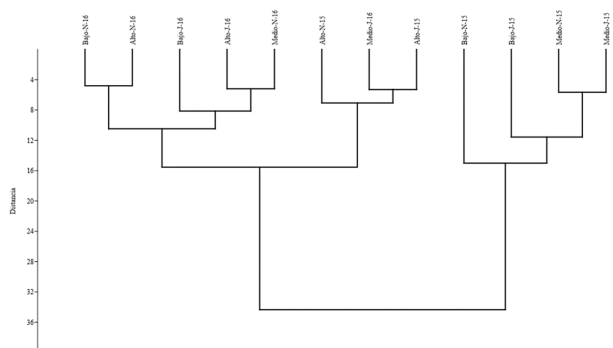 Bajo-N-16
Alto-N-16
Bajo-J-16
Alto-J-16
Medio-N-16
Alto-N-15
Medio-J-16
Alto-J-15
Bajo-N-15
Bajo-J-15
Medio-N-15
Medio-J-15
4
8
12
16
20
24
28
32
36
Distancia